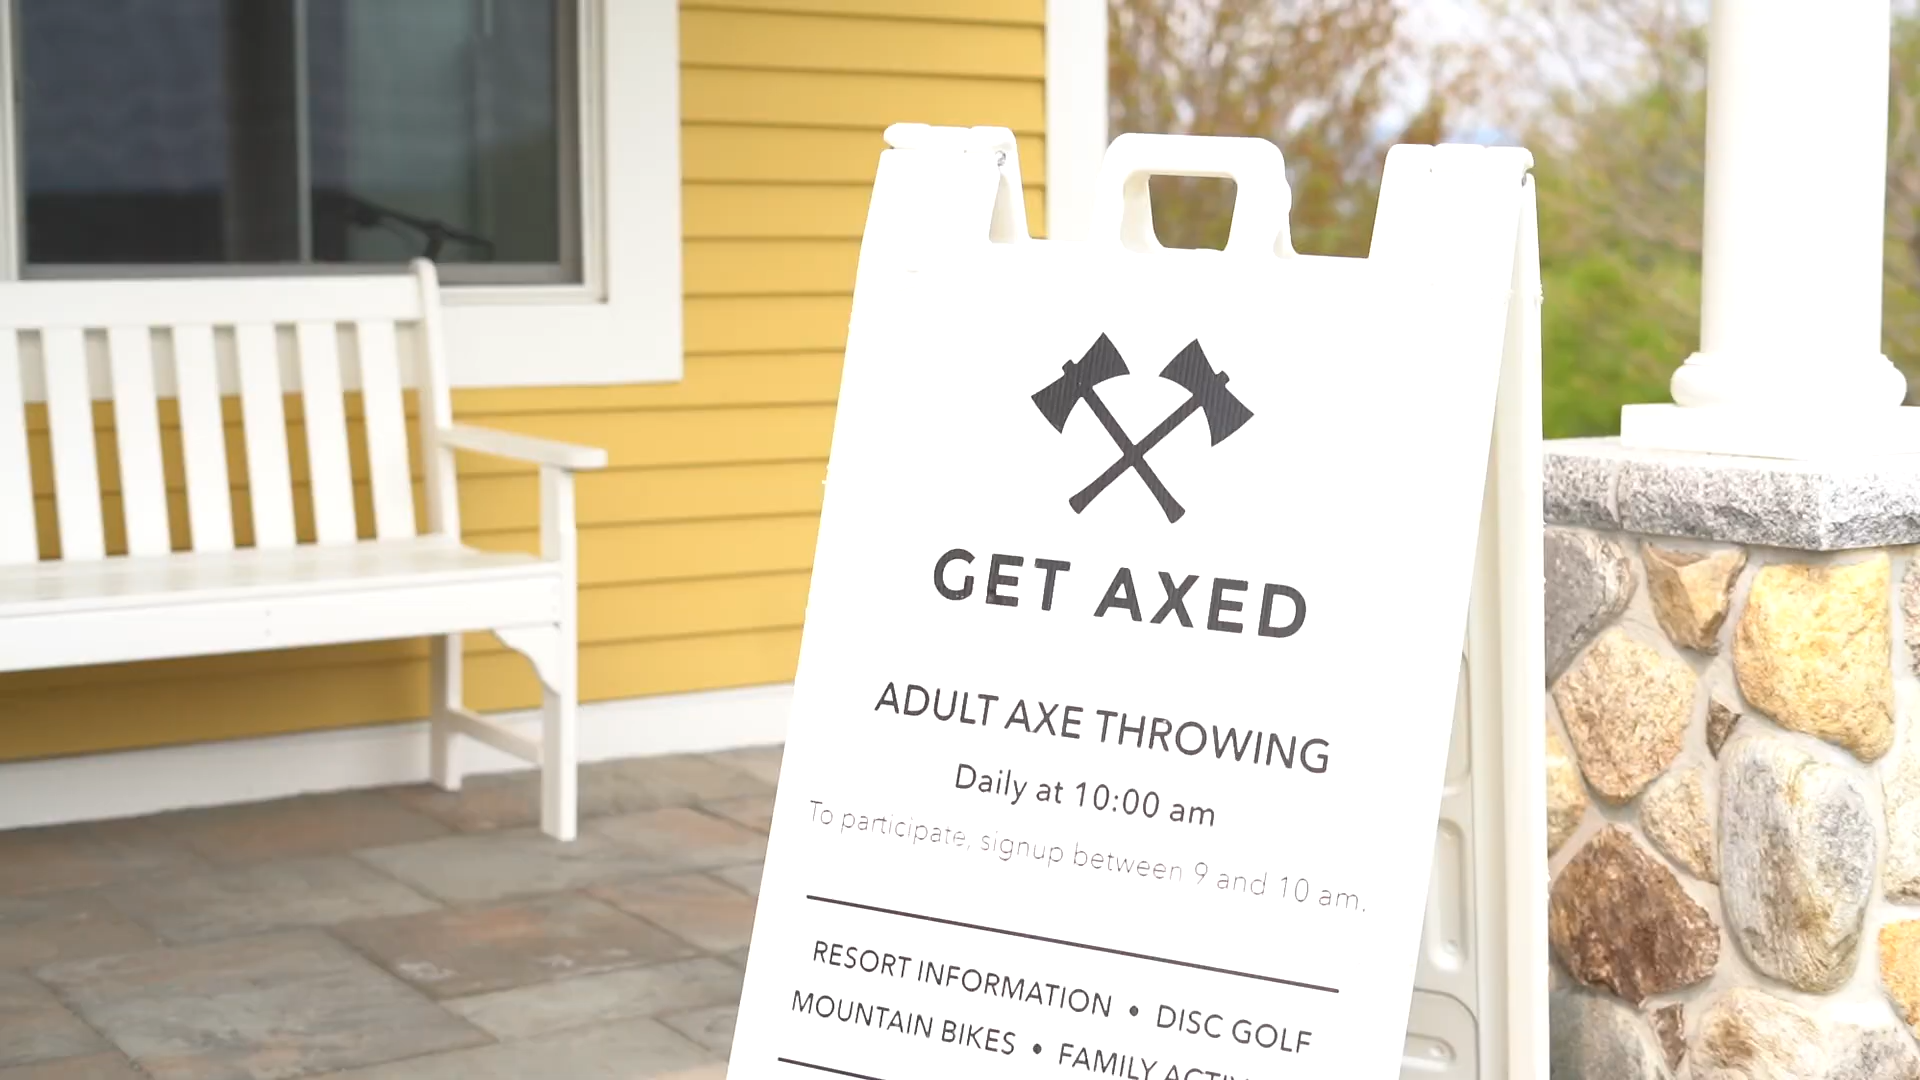 GET AXED
ADULT AXE THROWING
Daily at 10:00 am
To participate, signup between 9 and 10 am.
RESORT INFORMATION • DISC GOLF
MOUNTAIN BIKES • FAMILY